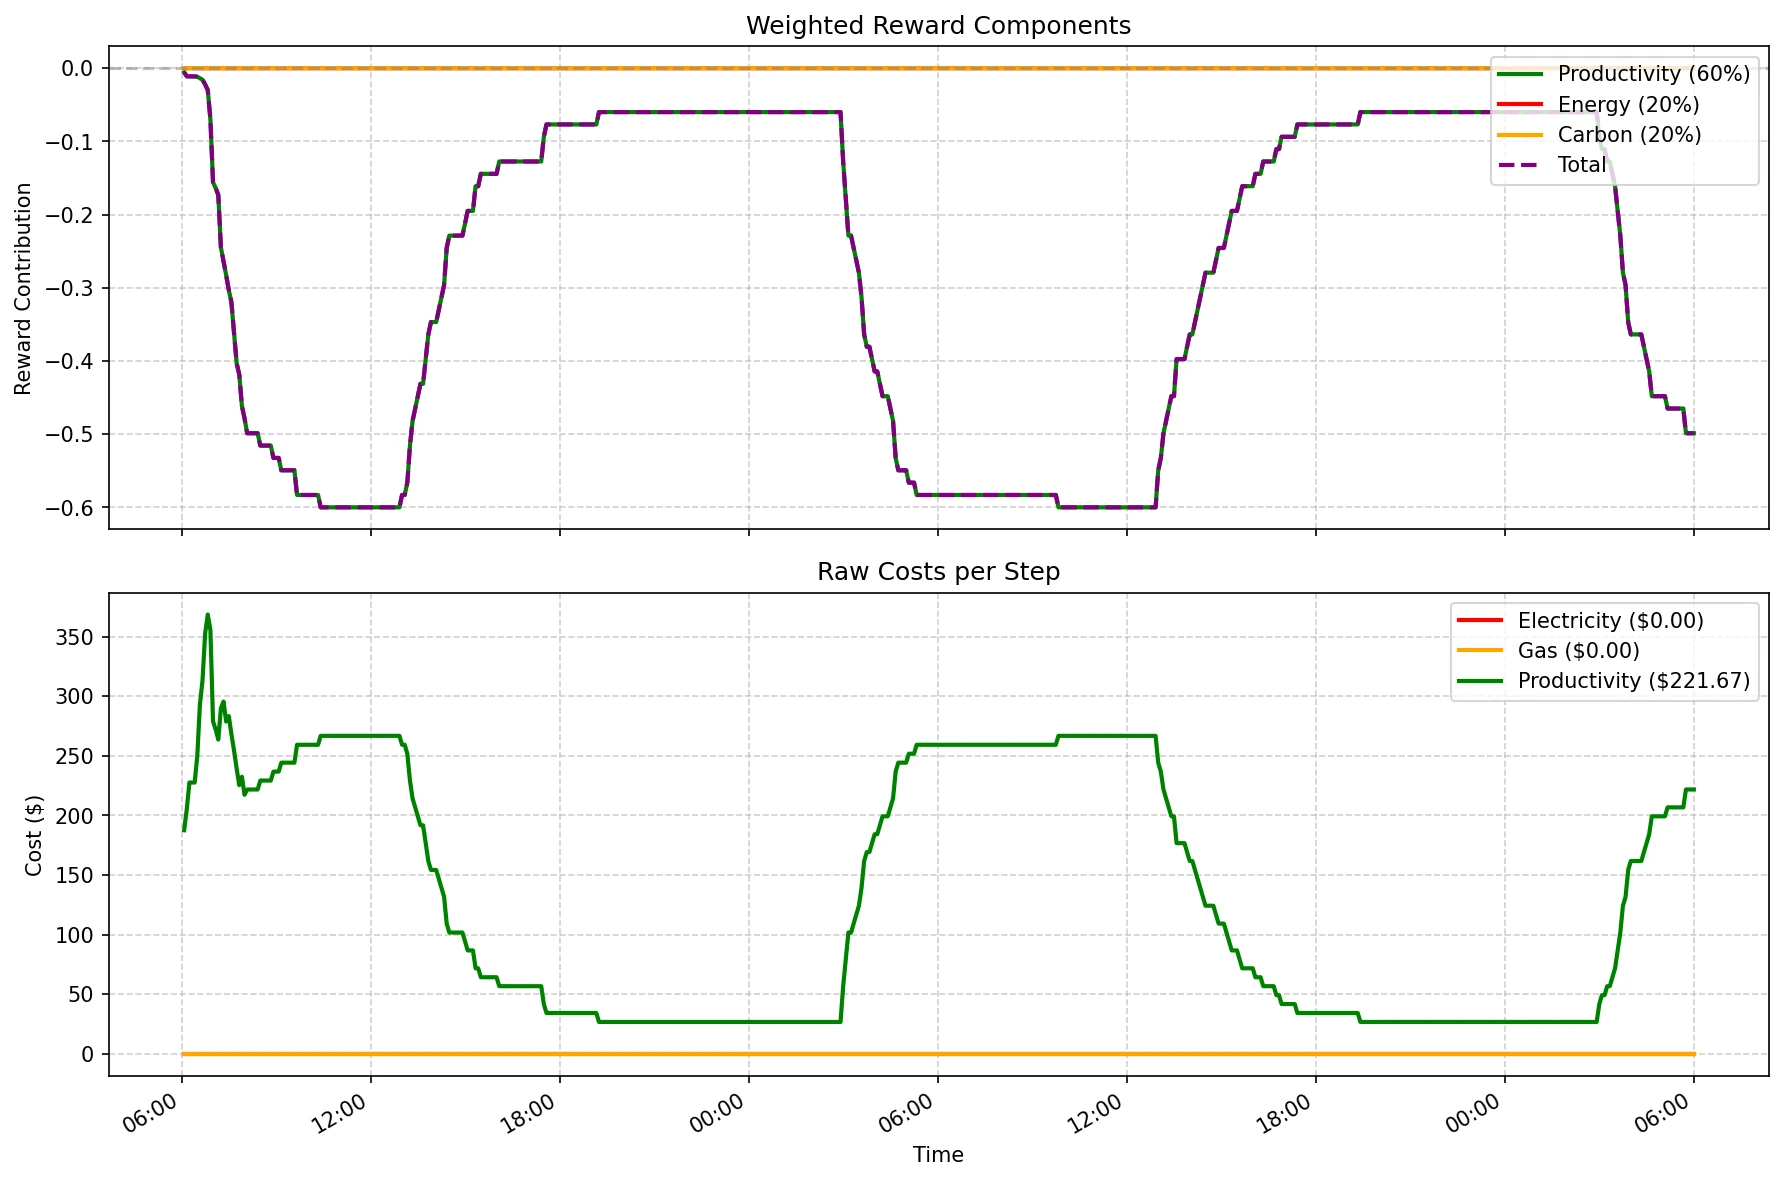 Weighted Reward Components
Reward Contribution
0.0
−0.1
−0.2
−0.3
−0.4
−0.5
−0.6
Productivity (60%)
Energy (20%)
Carbon (20%)
Total
Raw Costs per Step
Cost ($)
350
300
250
200
150
100
50
0
Electricity ($0.00)
Gas ($0.00)
Productivity ($221.67)
06:00 12:00 18:00 00:00 06:00 12:00 18:00 00:00 06:00
Time